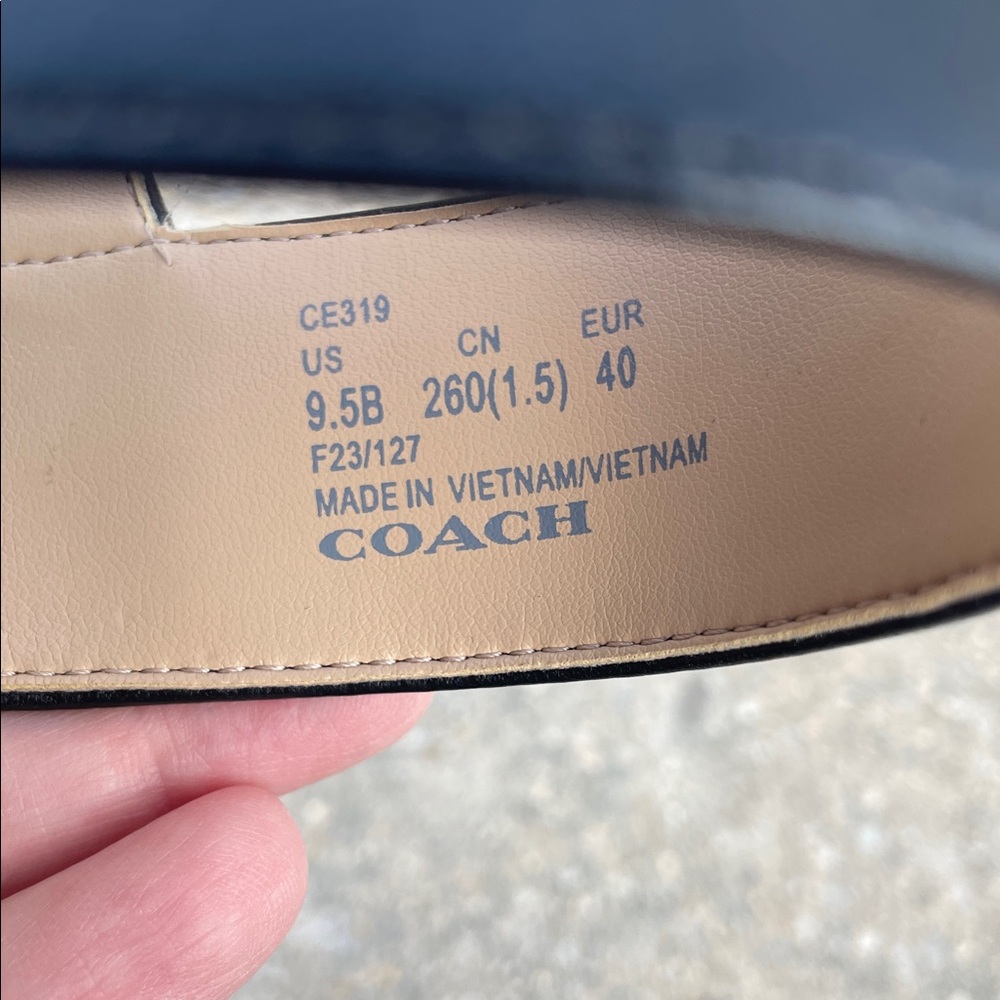 CE319
US CN EUR
9.5B 260(1.5) 40
F23/127
MADE IN VIETNAM/VIETNAM
COACH